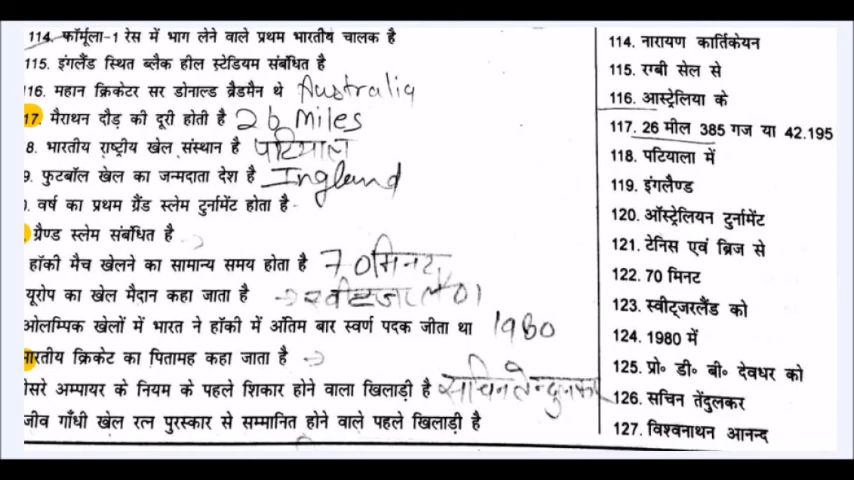 114. फॉर्मूला-1 रेस में भाग लेने वाले प्रथम भारतीय चालक है
115. इंगलैंड स्थित ब्लैक हील स्टेडियम संबंधित है
116. महान क्रिकेटर सर डोनाल्ड ब्रैडमैन थे Australia
17. मैराथन दौड़ की दूरी होती है 26 miles
8. भारतीय राष्ट्रीय खेल संस्थान है पटियाला
9. फुटबॉल खेल का जन्मदाता देश है Ingland
). वर्ष का प्रथम ग्रैंड स्लेम टुर्नामेंट होता है
ग्रैण्ड स्लेम संबंधित है
हॉकी मैच खेलने का सामान्य समय होता है 70मिनट
यूरोप का खेल मैदान कहा जाता है
ओलम्पिक खेलों में भारत ने हॉकी में अंतिम बार स्वर्ण पदक जीता था 1980
भारतीय क्रिकेट का पितामह कहा जाता है
ीसरे अम्पायर के नियम के पहले शिकार होने वाला खिलाड़ी है सचिन तेन्दुलकर
जीव गाँधी खेल रत्न पुरस्कार से सम्मानित होने वाले पहले खिलाड़ी है
114. नारायण कार्तिकेयन
115. रग्बी सेल से
116. आस्ट्रेलिया के
117. 26 मील 385 गज या 42.195
118. पटियाला में
119. इंगलैण्ड
120. ऑस्ट्रेलियन टुर्नामेंट
121. टेनिस एवं ब्रिज से
122. 70 मिनट
123. स्वीट्जरलैंड को
124. 1980 में
125. प्रो॰ डी॰ बी॰ देवधर को
126. सचिन तेंदुलकर
127. विश्वनाथन आनन्द